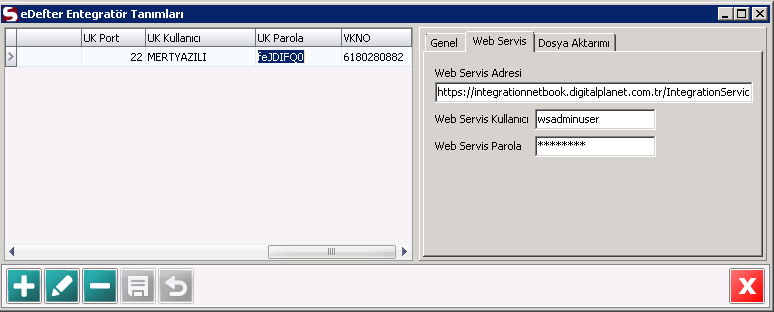 eDefter Entegratör Tanımları
UK Port UK Kullanıcı UK Parola VKNO
22 MERTYAZILI feJDIFQ0 6180280882
Genel Web Servis Dosya Aktarımı
Web Servis Adresi
https://integrationnetbook.digitalplanet.com.tr/IntegrationServic
Web Servis Kullanıcı wsadminuser
Web Servis Parola ********